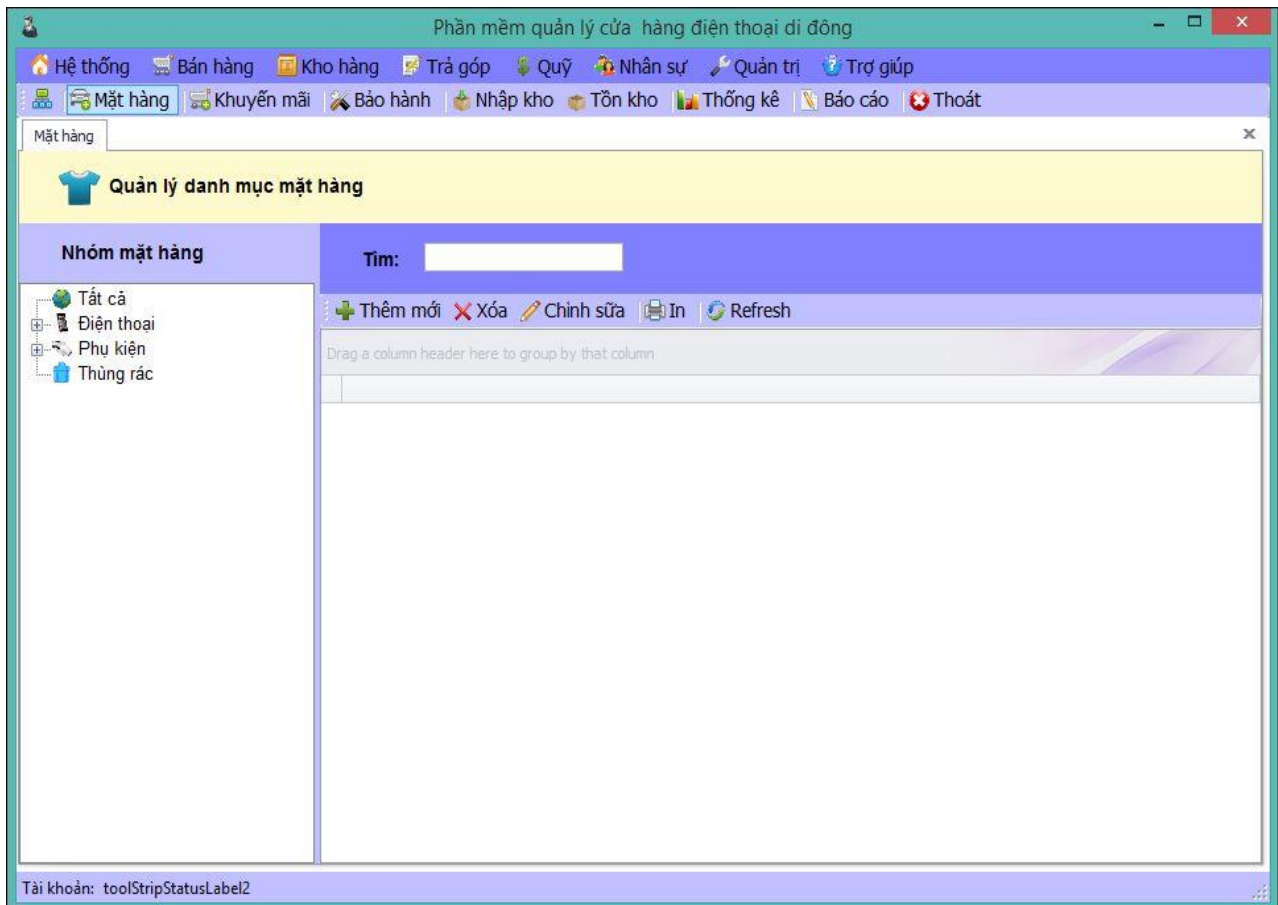 Phần mềm quản lý cửa hàng điện thoại di đông
Hệ thống Bán hàng Kho hàng Trả góp Quỹ Nhân sự Quản trị Trợ giúp
Mặt hàng Khuyến mãi Bảo hành Nhập kho Tồn kho Thống kê Báo cáo Thoát
Mặt hàng
Quản lý danh mục mặt hàng
Nhóm mặt hàng
Tìm:
Tất cả
Điện thoại
Phụ kiện
Thùng rác
Thêm mới Xóa Chỉnh sữa In Refresh
Drag a column header here to group by that column
Tài khoản: toolStripStatusLabel2